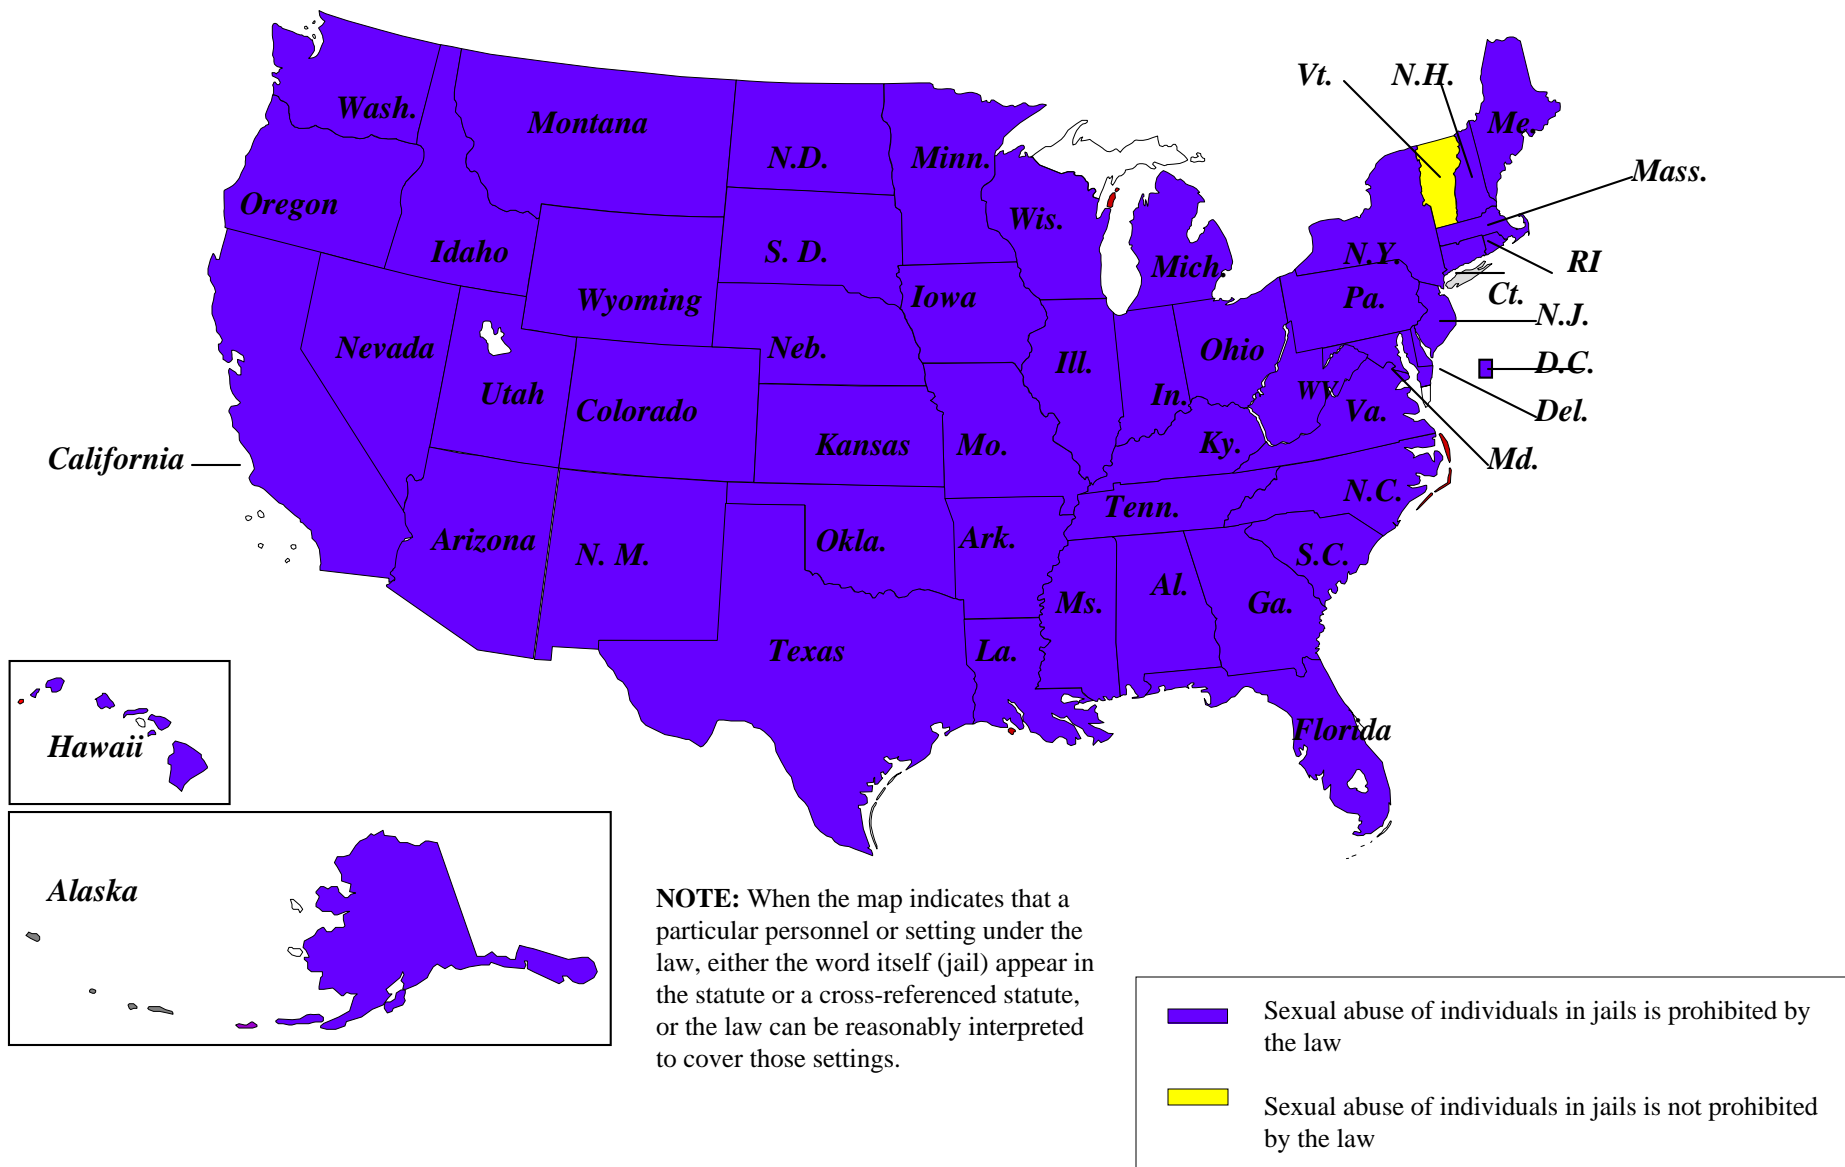 Vt.
N.H.
Wash.
Montana
Me.
N.D.
Minn.
Mass.
Oregon
Wis.
Idaho
S. D.
N.Y.
RI
Mich.
Wyoming
Iowa
Pa.
Ct.
N.J.
Nevada
Neb.
Ill.
Ohio
D.C.
Utah
Colorado
In.
WV
Va.
Del.
California
Kansas
Mo.
Ky.
Md.
N.C.
Tenn.
Arizona
N. M.
Okla.
Ark.
S.C.
Ms.
Al.
Ga.
Texas
La.
Florida
Hawaii
Alaska
NOTE: When the map indicates that a
particular personnel or setting under the
law, either the word itself (jail) appear in
the statute or a cross-referenced statute,
or the law can be reasonably interpreted
to cover those settings.
Sexual abuse of individuals in jails is prohibited by
the law
Sexual abuse of individuals in jails is not prohibited
by the law